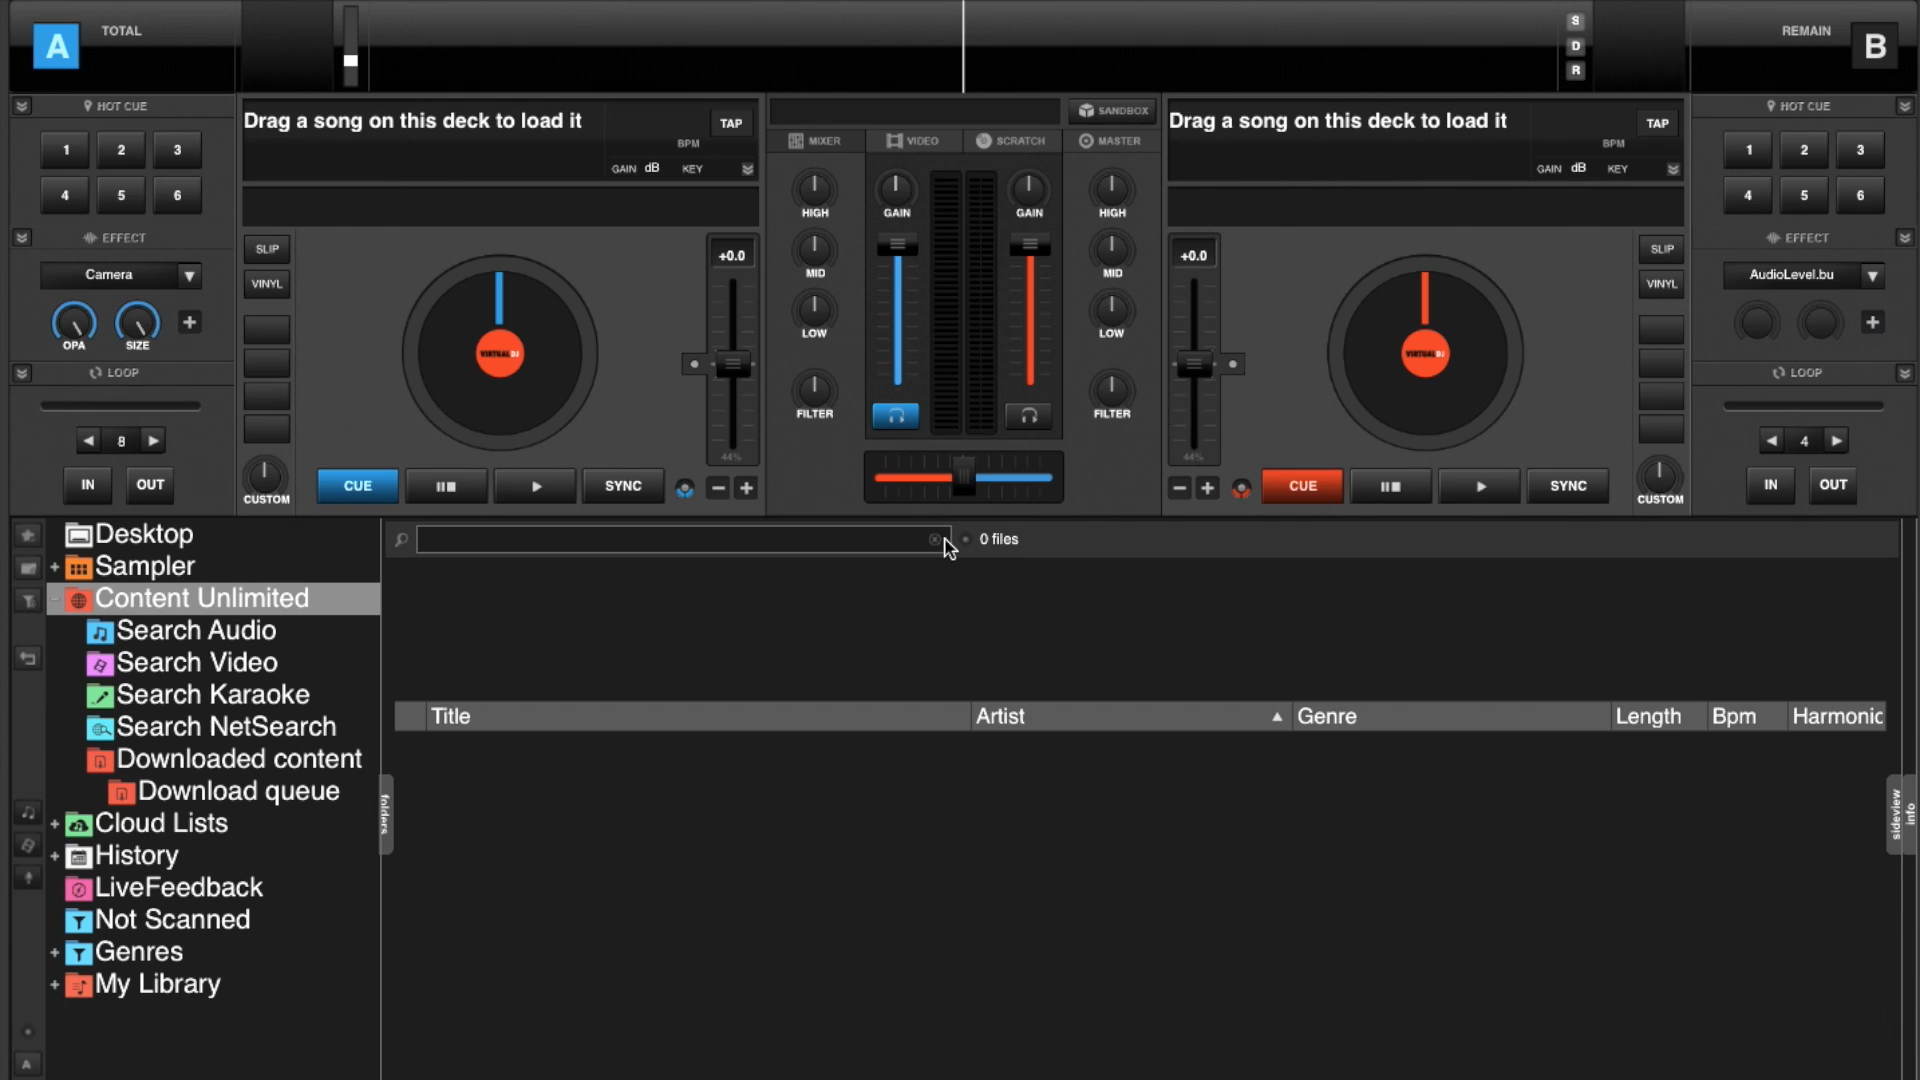 A TOTAL
S
D
R
REMAIN B
HOT CUE
1 2 3
4 5 6
EFFECT
Camera
OPA SIZE +
LOOP
8
IN OUT
Drag a song on this deck to load it
TAP
BPM
GAIN dB KEY
SLIP
VINYL
+0.0
VIRTUAL DJ
44%
CUSTOM
CUE
SYNC
− +
SANDBOX
MIXER VIDEO SCRATCH MASTER
HIGH GAIN GAIN HIGH
MID MID
LOW LOW
FILTER FILTER
Drag a song on this deck to load it
TAP
BPM
GAIN dB KEY
+0.0
SLIP
VINYL
VIRTUAL DJ
44%
− +
CUE
SYNC
CUSTOM
HOT CUE
1 2 3
4 5 6
EFFECT
AudioLevel.bu
+
LOOP
4
IN OUT
Desktop
+ Sampler
Content Unlimited
Search Audio
Search Video
Search Karaoke
Search NetSearch
Downloaded content
Download queue
+ Cloud Lists
+ History
LiveFeedback
Not Scanned
+ Genres
+ My Library
A
folders
0 files
Title Artist Genre Length Bpm Harmonic
sideview
info